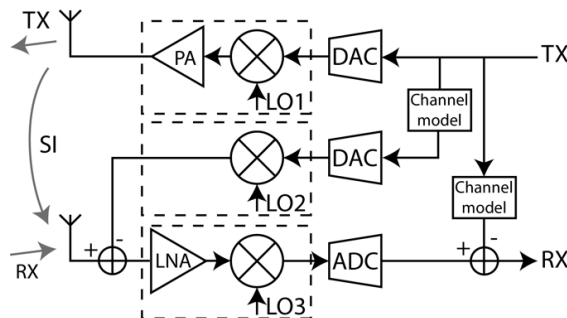 TX
PA
DAC
TX
LO1
Channel
model
SI
DAC
LO2
Channel
model
+
-
+
-
RX
LNA
ADC
RX
LO3